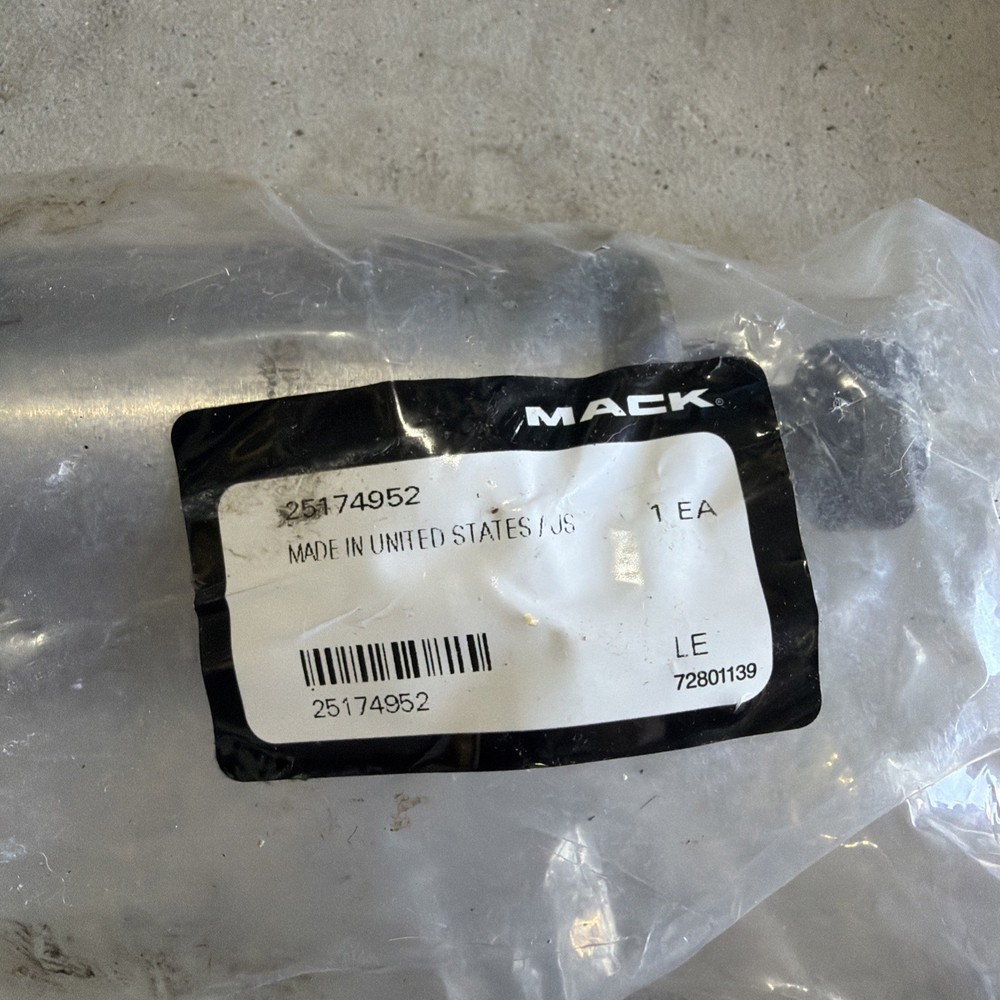 MACK®
25174952
1 EA
MADE IN UNITED STATES / US
LE
72801139
25174952